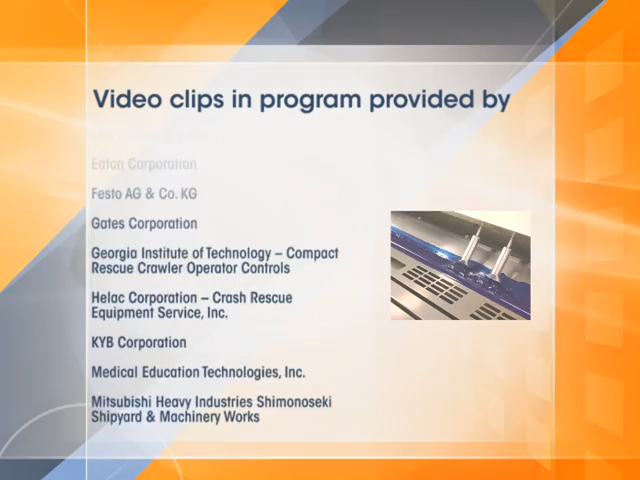 Video clips in program provided by
Eaton Corporation
Festo AG & Co. KG
Gates Corporation
Georgia Institute of Technology – Compact
Rescue Crawler Operator Controls
Helac Corporation – Crash Rescue
Equipment Service, Inc.
KYB Corporation
Medical Education Technologies, Inc.
Mitsubishi Heavy Industries Shimonoseki
Shipyard & Machinery Works